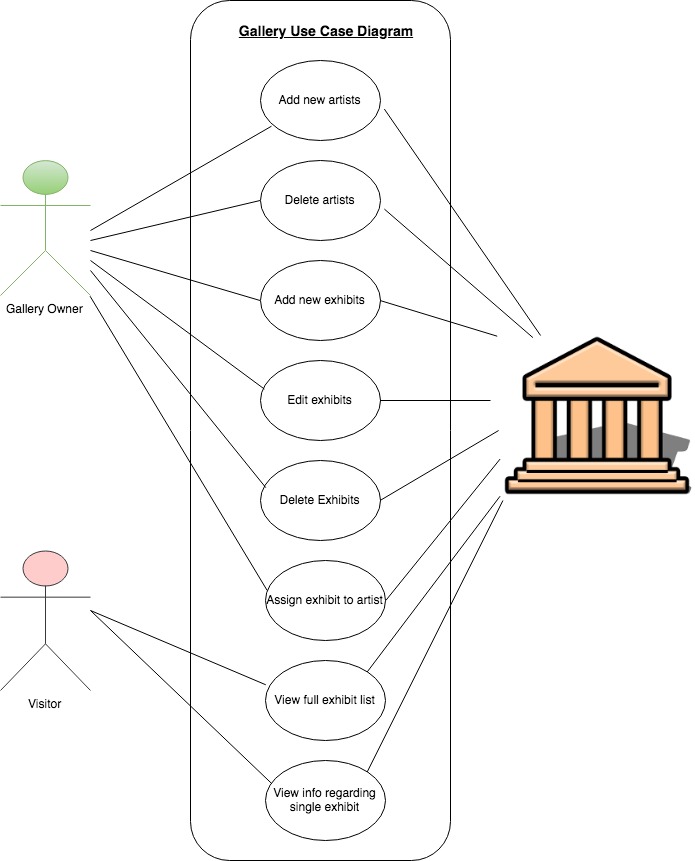 Gallery Use Case Diagram
Add new artists
Delete artists
Add new exhibits
Gallery Owner
Edit exhibits
Delete Exhibits
Assign exhibit to artist
Visitor
View full exhibit list
View info regarding
single exhibit